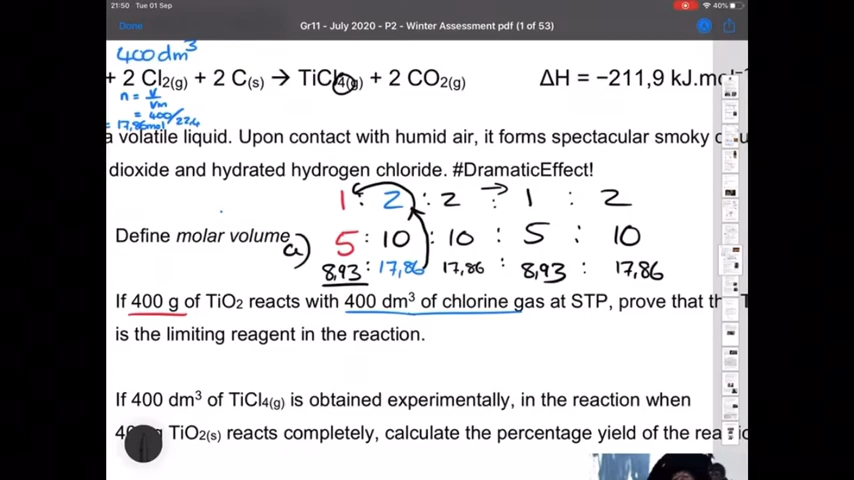 21:50 Tue 01 Sep 40%
Done Gr11 - July 2020 - P2 - Winter Assessment pdf (1 of 53)
400 dm³
+ 2 Cl2(g) + 2 C(s) → TiCl4(g) + 2 CO2(g) ΔH = −211,9 kJ.mol⁻¹
n = V/Vm
= 400/22,4
= 17,86mol
a volatile liquid. Upon contact with humid air, it forms spectacular smoky
dioxide and hydrated hydrogen chloride. #DramaticEffect!
1 : 2 : 2 → : 1 : 2
Define molar volume
a) 5 : 10 : 10 : 5 : 10
8,93 : 17,86 : 17,86 : 8,93 : 17,86
If 400 g of TiO2 reacts with 400 dm³ of chlorine gas at STP, prove that
is the limiting reagent in the reaction.
If 400 dm³ of TiCl4(g) is obtained experimentally, in the reaction when
TiO2(s) reacts completely, calculate the percentage yield of the